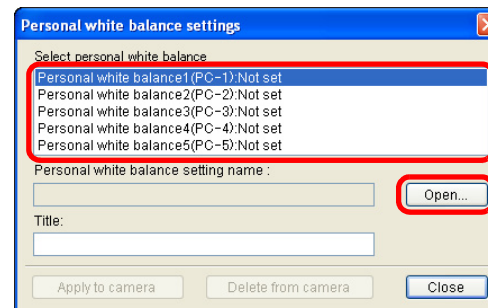 Personal white balance settings
Select personal white balance
Personal white balance1(PC-1):Not set
Personal white balance2(PC-2):Not set
Personal white balance3(PC-3):Not set
Personal white balance4(PC-4):Not set
Personal white balance5(PC-5):Not set
Personal white balance setting name :
Open...
Title:
Apply to camera Delete from camera Close